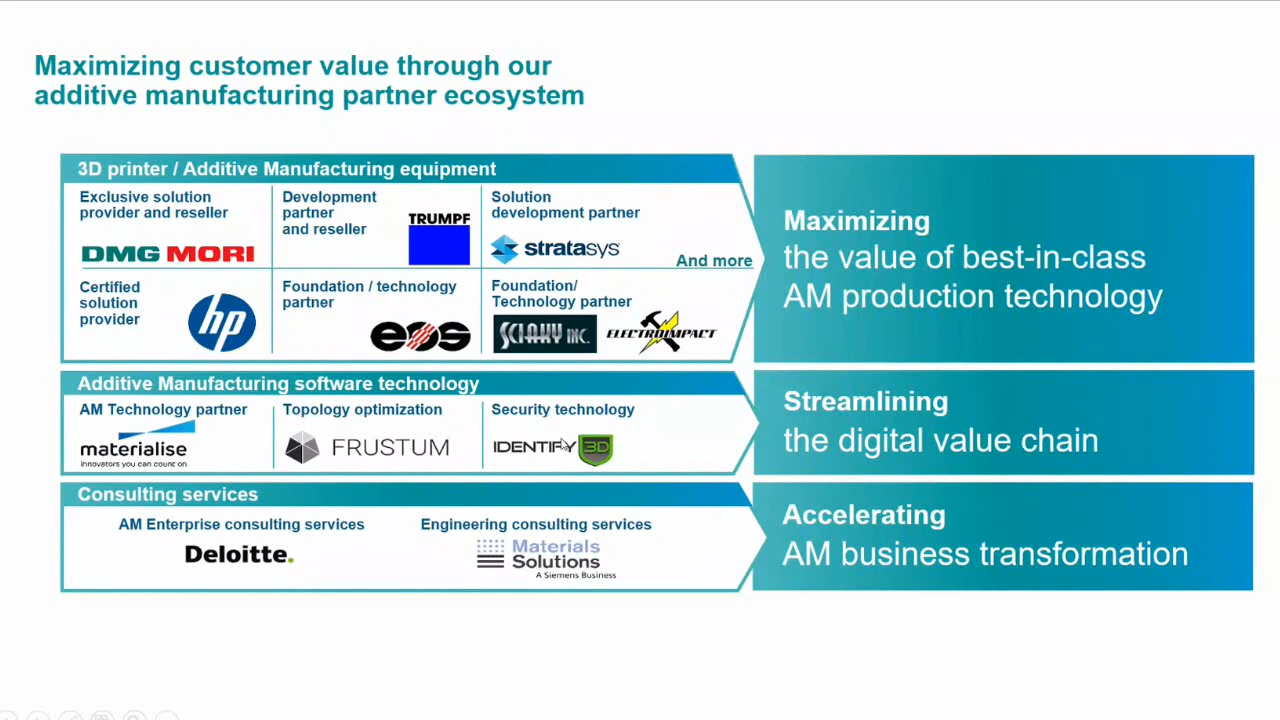 Maximizing customer value through our
additive manufacturing partner ecosystem
3D printer / Additive Manufacturing equipment
Exclusive solution
provider and reseller
DMG MORI
Development
partner
and reseller
TRUMPF
Solution
development partner
stratasys
And more
Certified
solution
provider
hp
Foundation / technology
partner
eos
Foundation/
Technology partner
SCIAKY INC.
ELECTROIMPACT
Maximizing
the value of best-in-class
AM production technology
Additive Manufacturing software technology
AM Technology partner
materialise
innovators you can count on
Topology optimization
FRUSTUM
Security technology
IDENTIFY 3D
Streamlining
the digital value chain
Consulting services
AM Enterprise consulting services
Deloitte.
Engineering consulting services
Materials
Solutions
A Siemens Business
Accelerating
AM business transformation